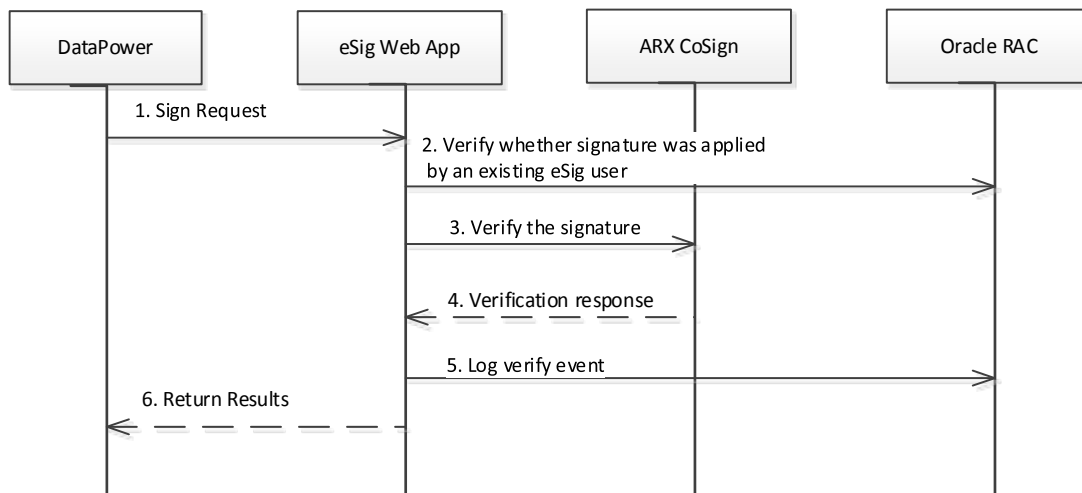 DataPower
eSig Web App
ARX CoSign
Oracle RAC
1. Sign Request
2. Verify whether signature was applied
by an existing eSig user
3. Verify the signature
4. Verification response
5. Log verify event
6. Return Results